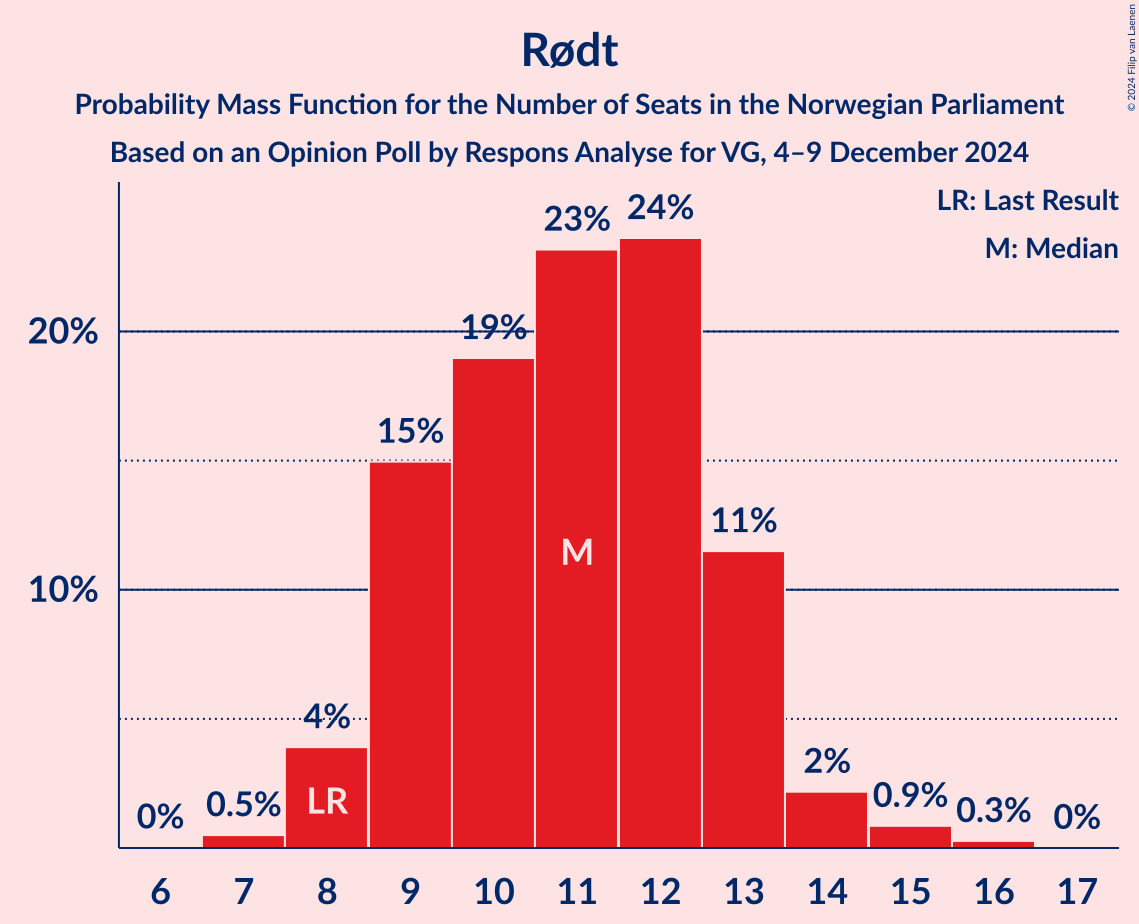 Rødt
Probability Mass Function for the Number of Seats in the Norwegian Parliament
Based on an Opinion Poll by Respons Analyse for VG, 4–9 December 2024
© 2024 Filip van Laenen
LR: Last Result
M: Median
20%
10%
0%
0.5%
4%
15%
19%
23%
24%
11%
2%
0.9%
0.3%
0%
LR
M
6 7 8 9 10 11 12 13 14 15 16 17